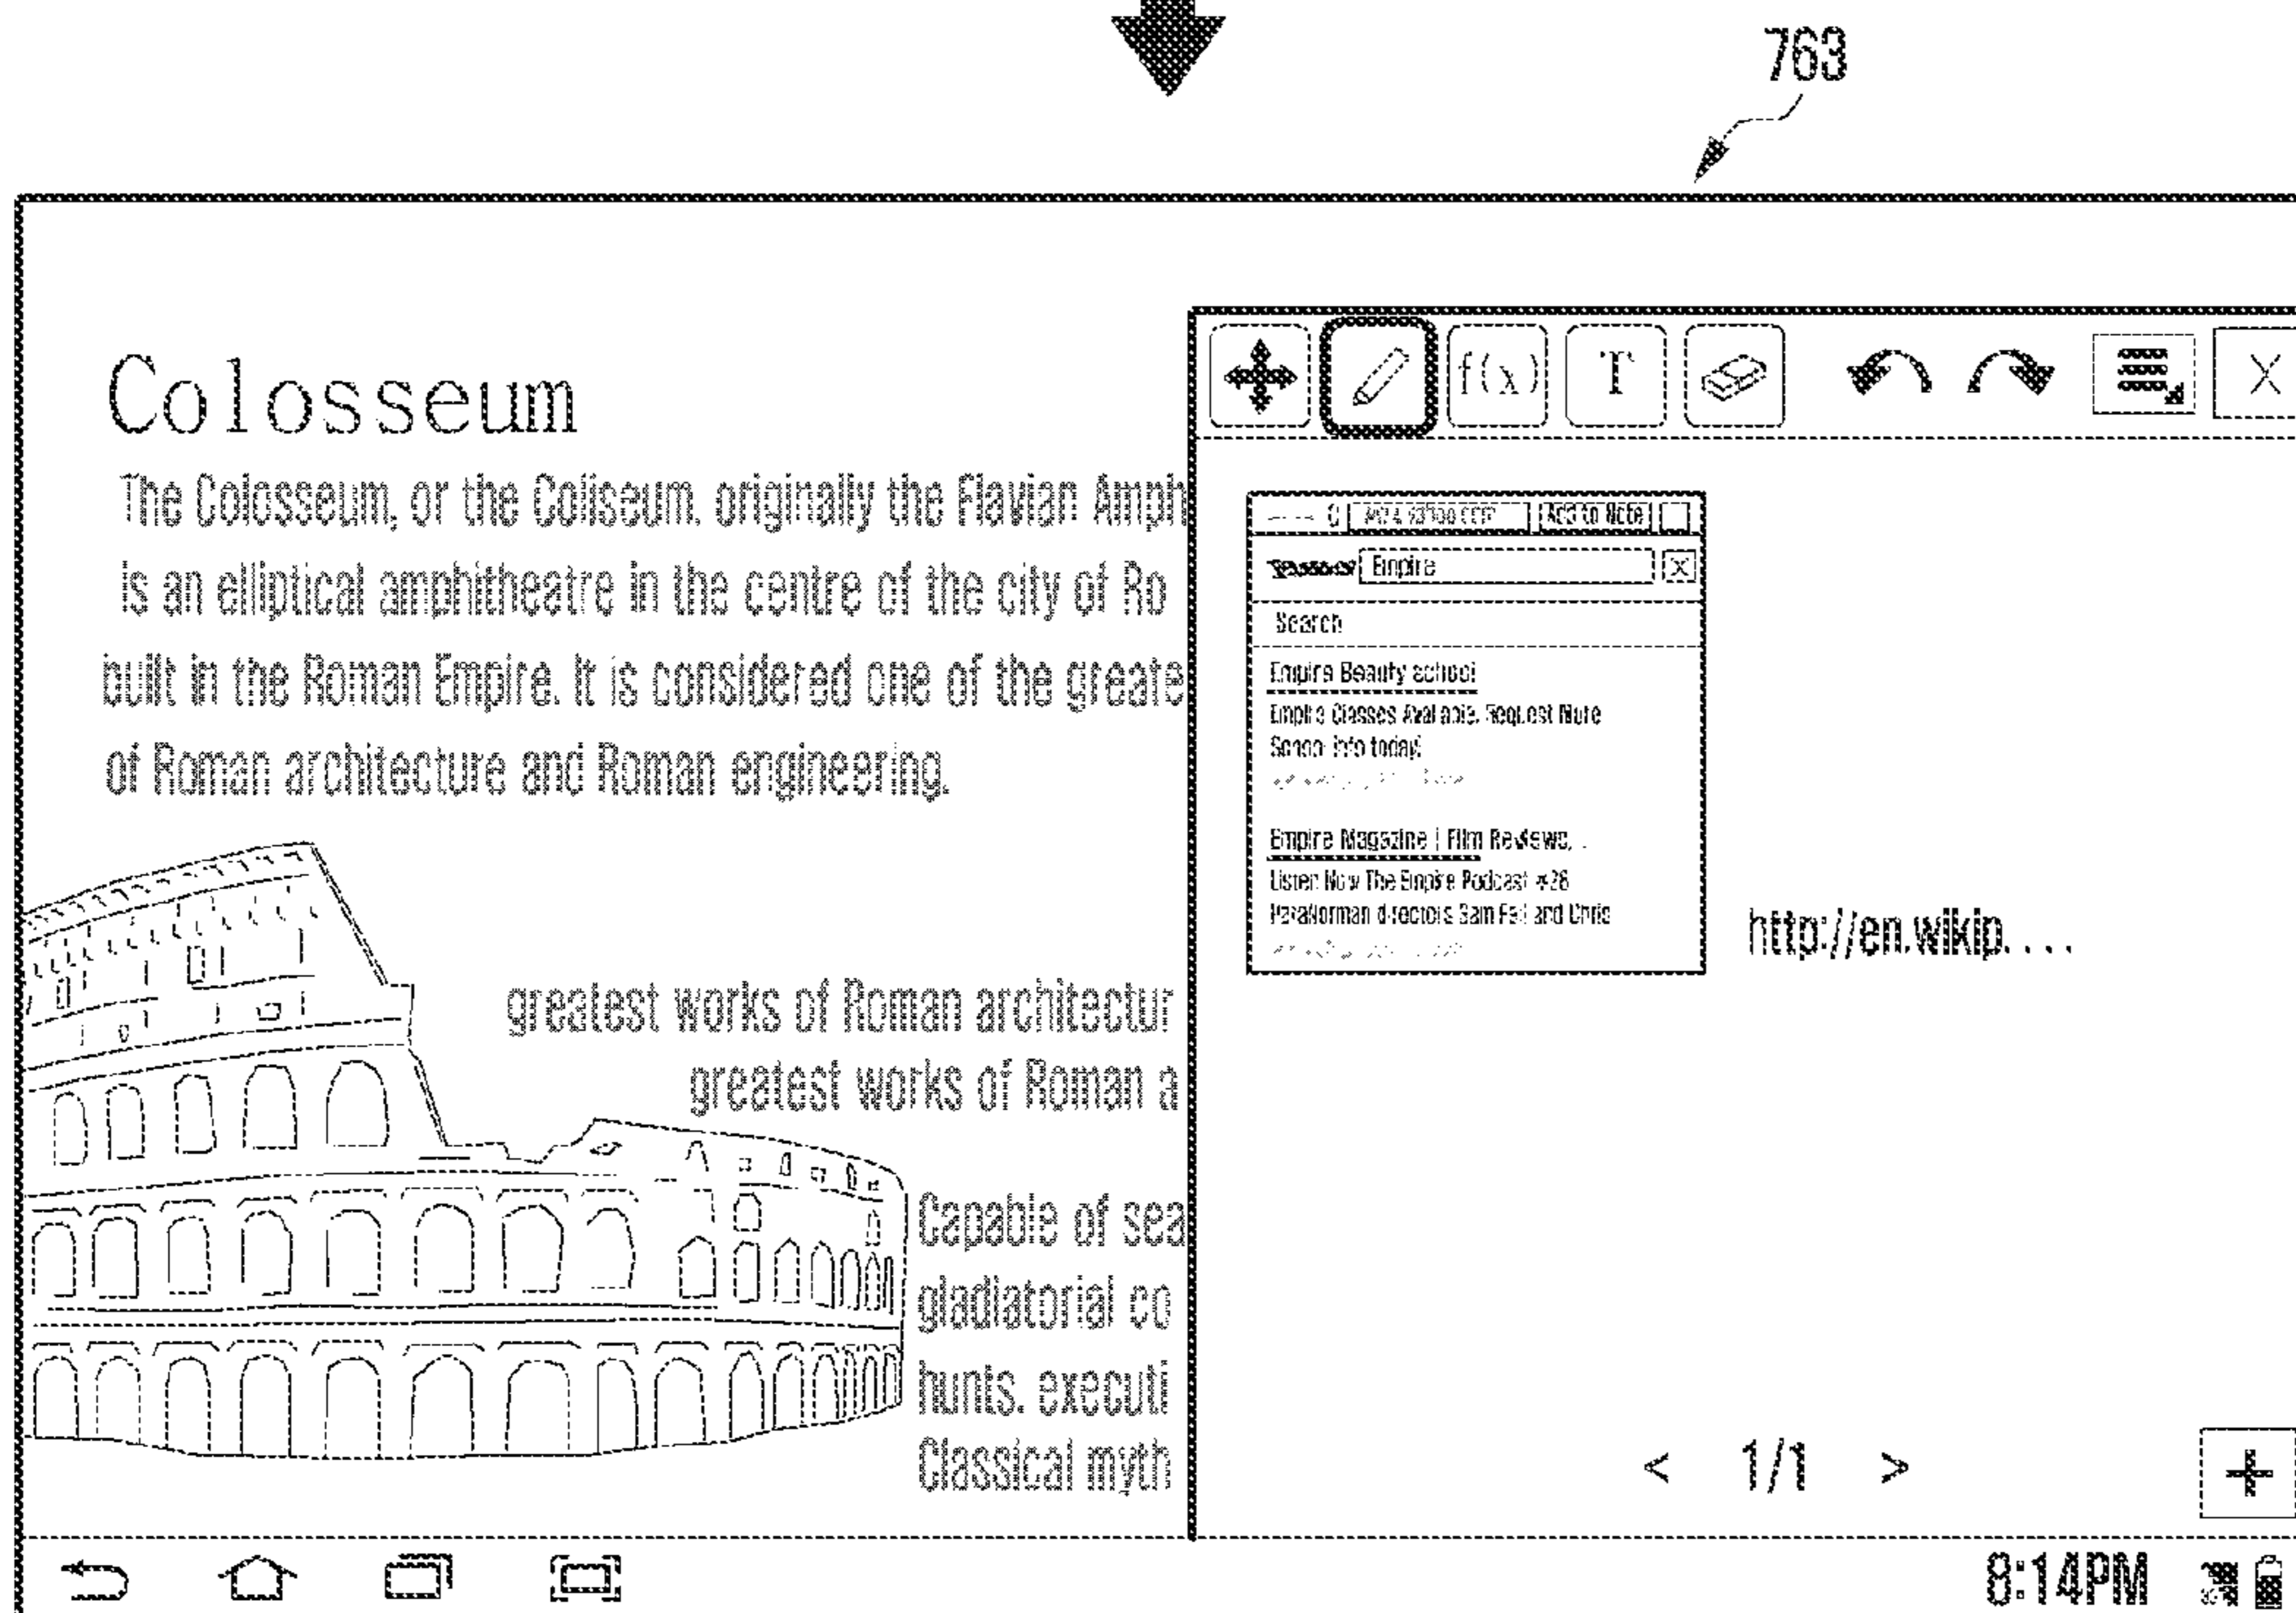 763
Colosseum
The Colosseum, or the Coliseum. originally the Flavian Amph
is an elliptical amphitheatre in the centre of the city of Ro
built in the Roman Empire. It is considered one of the greate
of Roman architecture and Roman engineering.
greatest works of Roman architectur
greatest works of Roman a
Capable of sea
gladiatorial co
hunts. executi
Classical myth
f(x) T X
Add to Note
Empire X
Search
Empire Beauty school
Empire Classes Available. Request More
School info today!
Empire Magazine | Film Reviews, .
Listen Now The Empire Podcast #28
ParaNorman directors Sam Fell and Chris
http://en.wikip. . . .
< 1/1 >
+
8:14PM